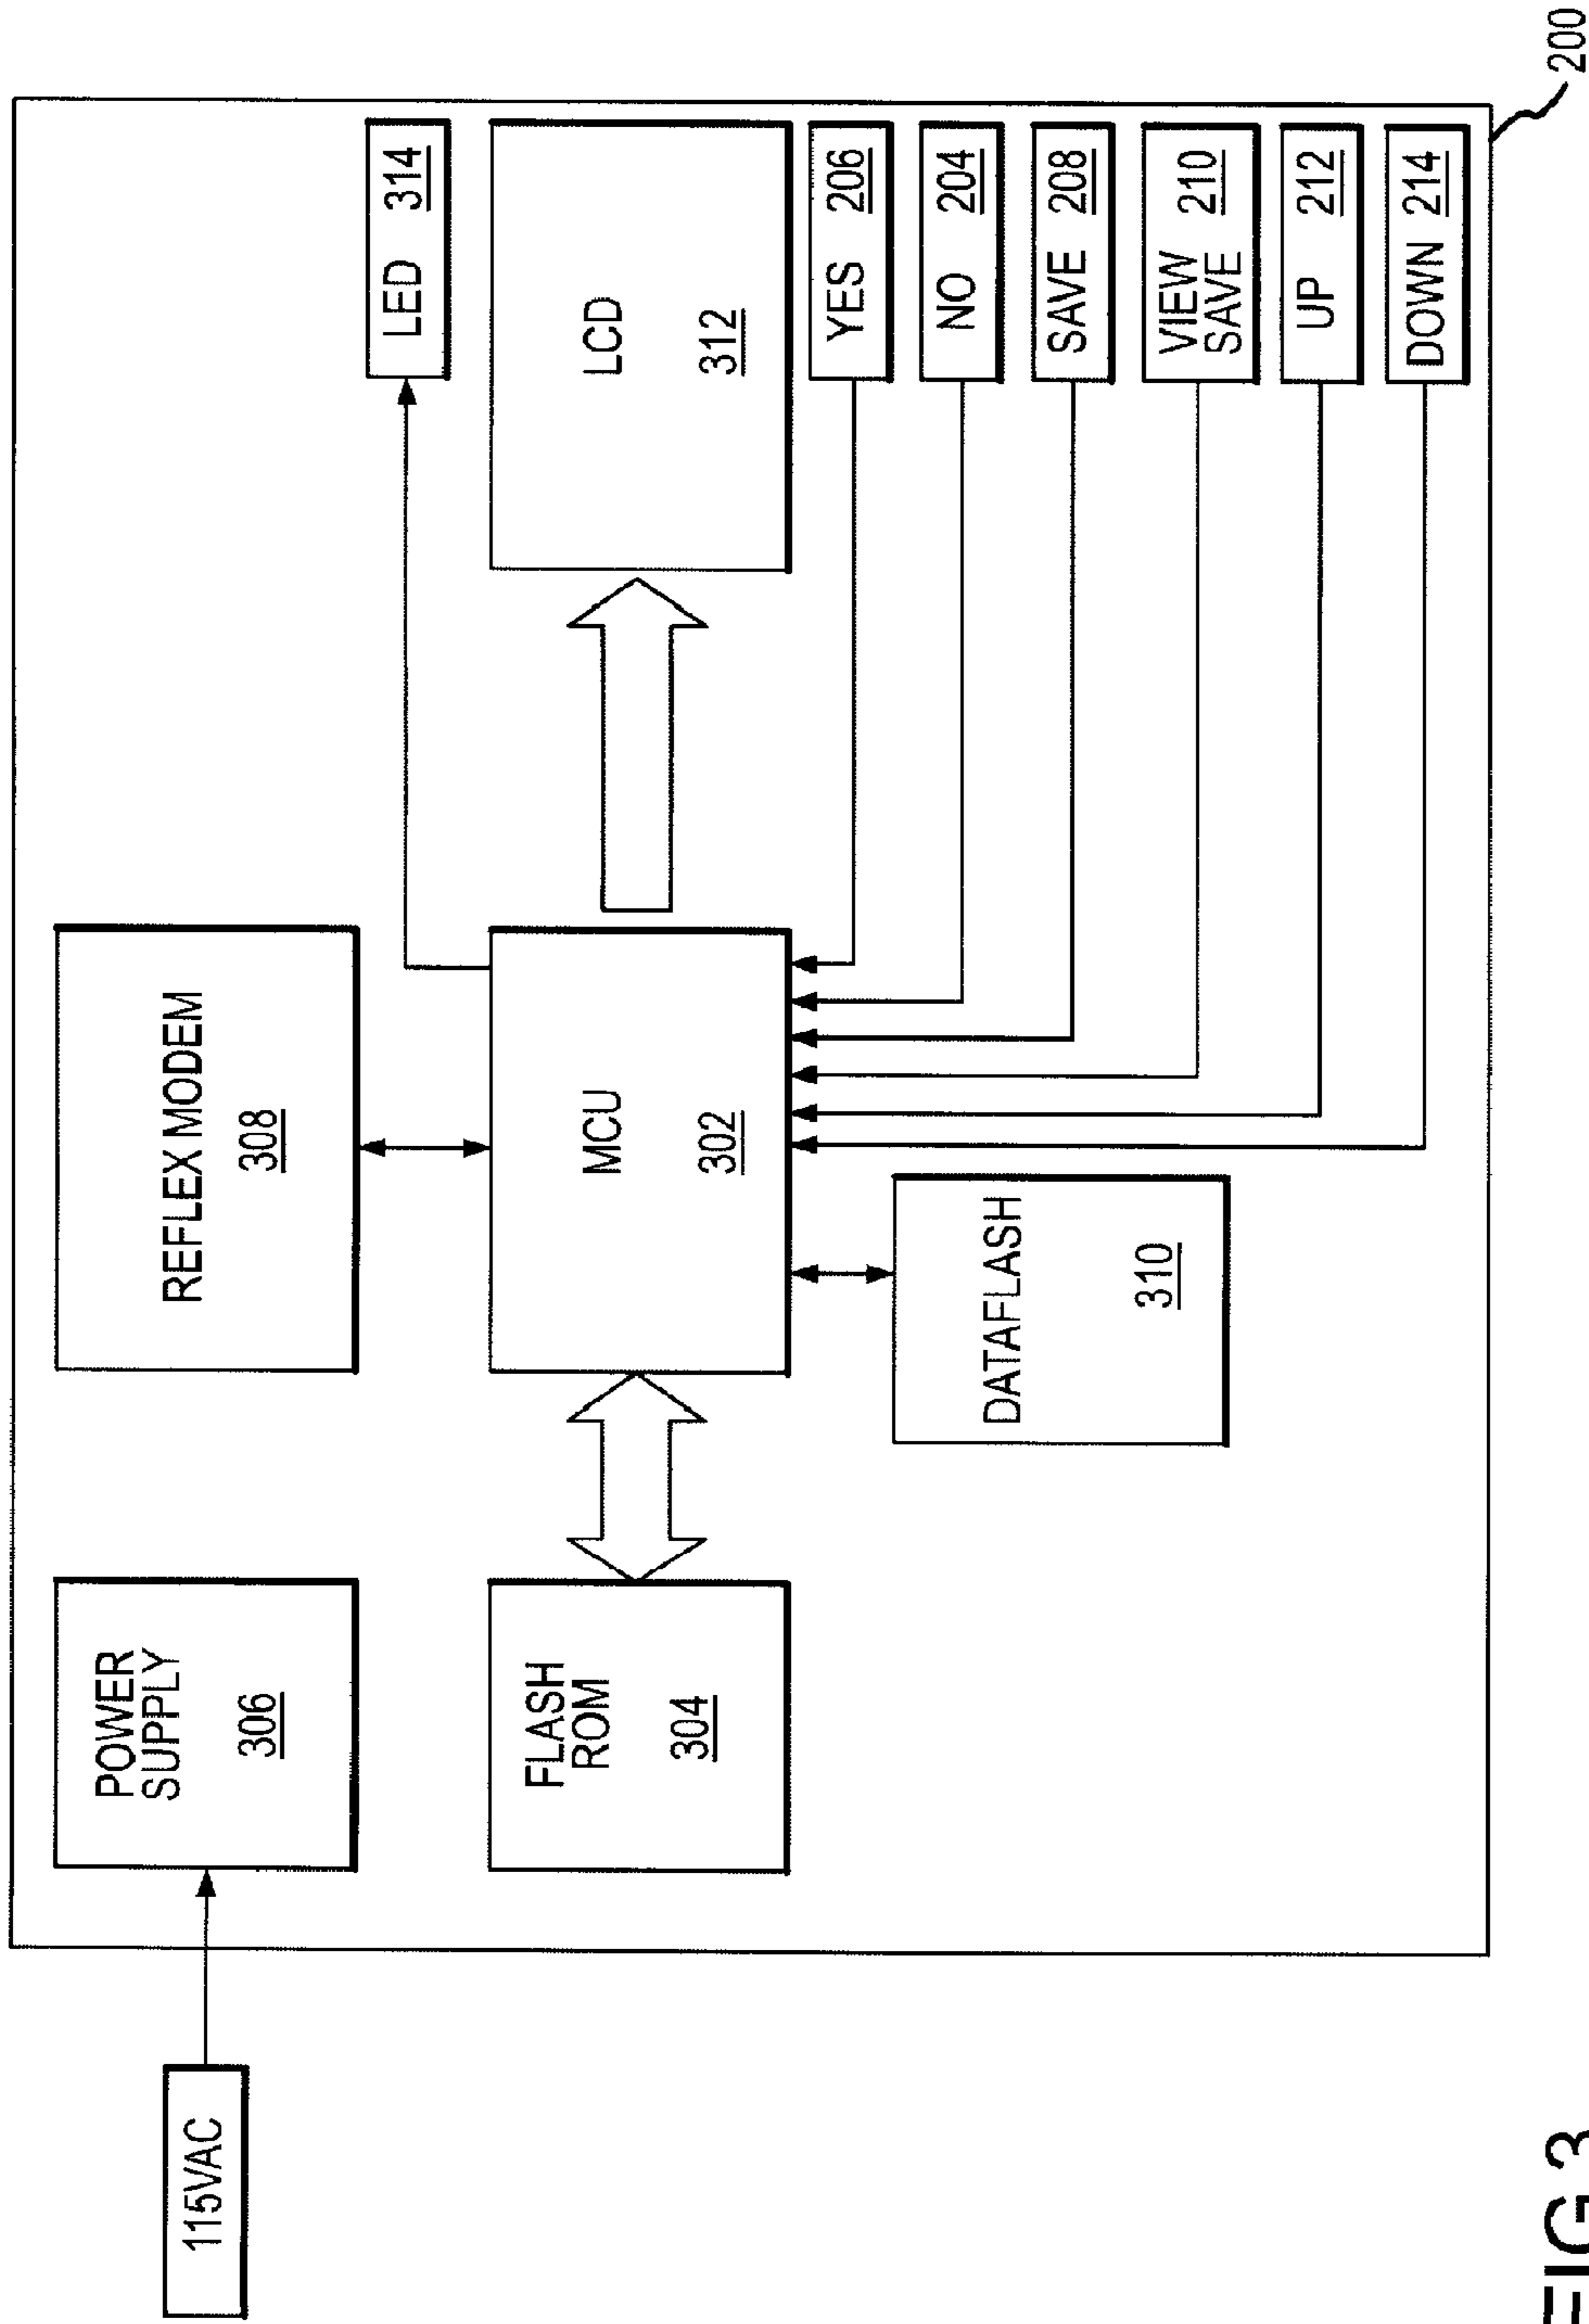 115VAC
POWER
SUPPLY
306
REFLEX MODEM
308
LED 314
FLASH
ROM
304
MCU
302
LCD
312
DATAFLASH
310
YES 206
NO 204
SAVE 208
VIEW
SAVE 210
UP 212
DOWN 214
200
FIG.3